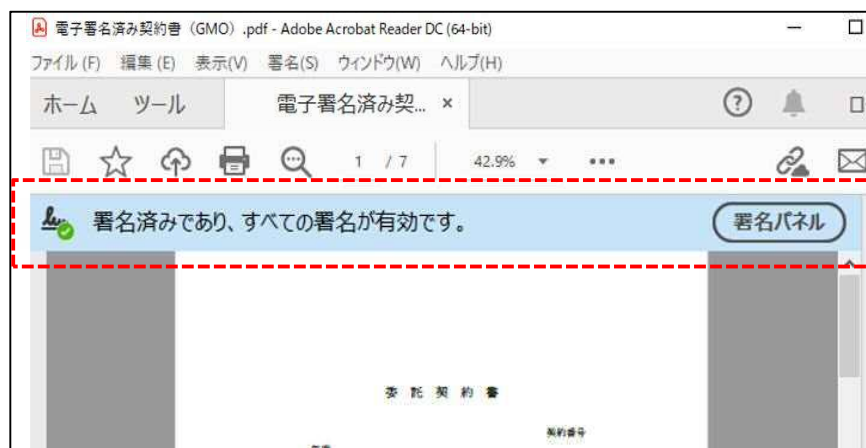 電子署名済み契約書（GMO）.pdf - Adobe Acrobat Reader DC (64-bit)
ファイル(F) 編集(E) 表示(V) 署名(S) ウィンドウ(W) ヘルプ(H)
ホーム ツール 電子署名済み契... ×
1 / 7 42.9%
署名済みであり、すべての署名が有効です。 署名パネル
委 託 契 約 書
契約番号